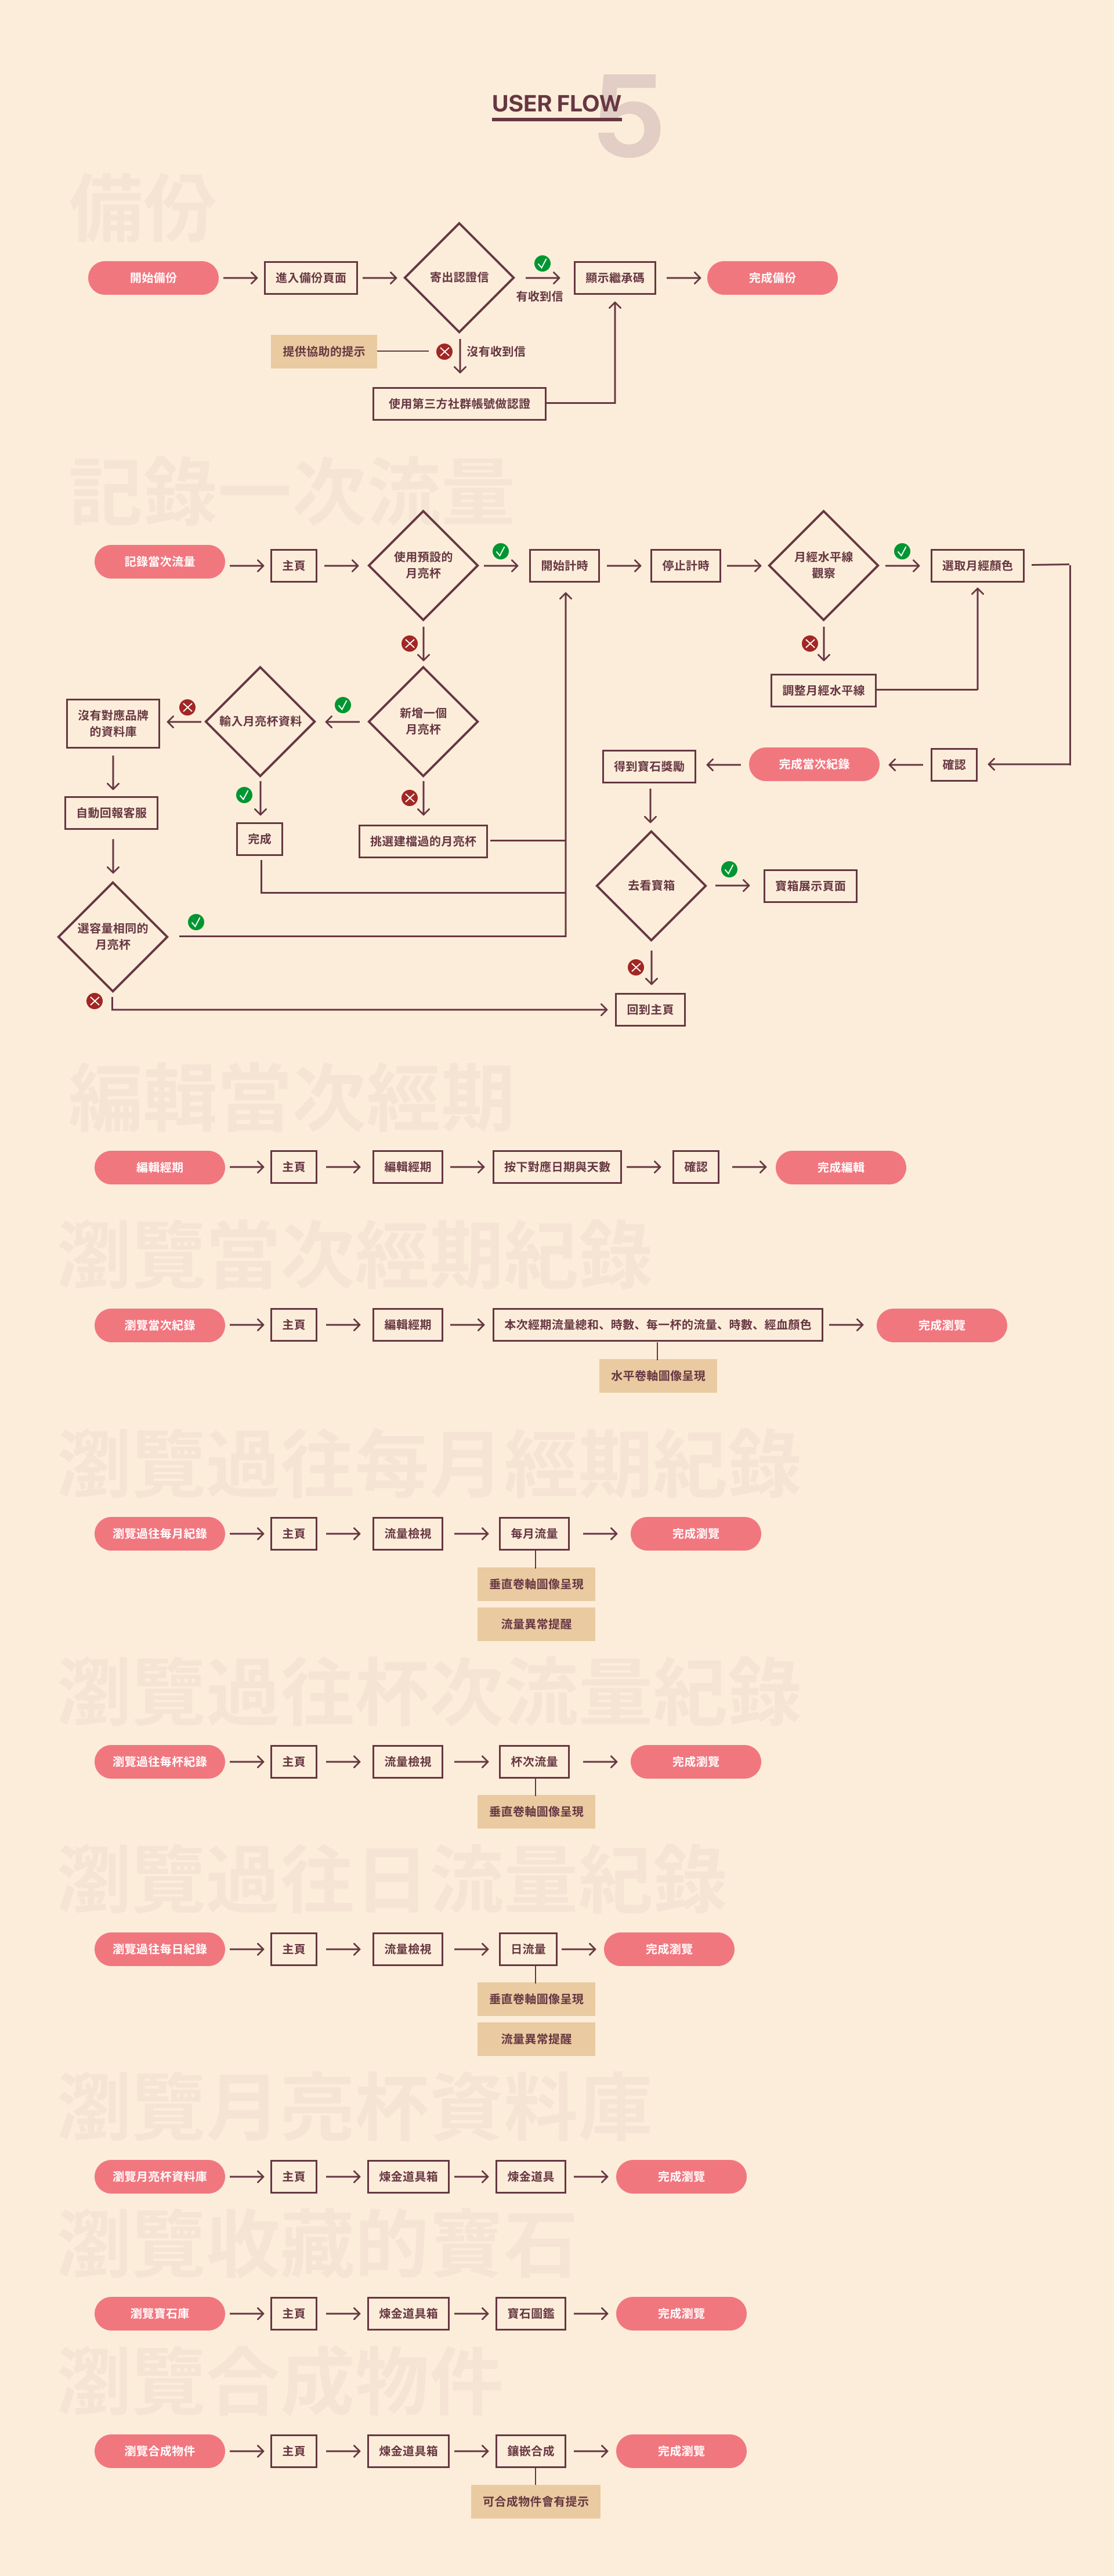 USER FLOW
5
備份
開始備份
進入備份頁面
寄出認證信
有收到信
顯示繼承碼
完成備份
提供協助的提示
沒有收到信
使用第三方社群帳號做認證
記錄一次流量
記錄當次流量
主頁
使用預設的
月亮杯
開始計時
停止計時
月經水平線
觀察
選取月經顏色
調整月經水平線
沒有對應品牌
的資料庫
輸入月亮杯資料
新增一個
月亮杯
得到寶石獎勵
完成當次紀錄
確認
自動回報客服
完成
挑選建檔過的月亮杯
去看寶箱
寶箱展示頁面
選容量相同的
月亮杯
回到主頁
編輯當次經期
編輯經期
主頁
編輯經期
按下對應日期與天數
確認
完成編輯
瀏覽當次經期紀錄
瀏覽當次紀錄
主頁
編輯經期
本次經期流量總和、時數、每一杯的流量、時數、經血顏色
完成瀏覽
水平卷軸圖像呈現
瀏覽過往每月經期紀錄
瀏覽過往每月紀錄
主頁
流量檢視
每月流量
完成瀏覽
垂直卷軸圖像呈現
流量異常提醒
瀏覽過往杯次流量紀錄
瀏覽過往每杯紀錄
主頁
流量檢視
杯次流量
完成瀏覽
垂直卷軸圖像呈現
瀏覽過往日流量紀錄
瀏覽過往每日紀錄
主頁
流量檢視
日流量
完成瀏覽
垂直卷軸圖像呈現
流量異常提醒
瀏覽月亮杯資料庫
瀏覽月亮杯資料庫
主頁
煉金道具箱
煉金道具
完成瀏覽
瀏覽收藏的寶石
瀏覽寶石庫
主頁
煉金道具箱
寶石圖鑑
完成瀏覽
瀏覽合成物件
瀏覽合成物件
主頁
煉金道具箱
鑲嵌合成
完成瀏覽
可合成物件會有提示